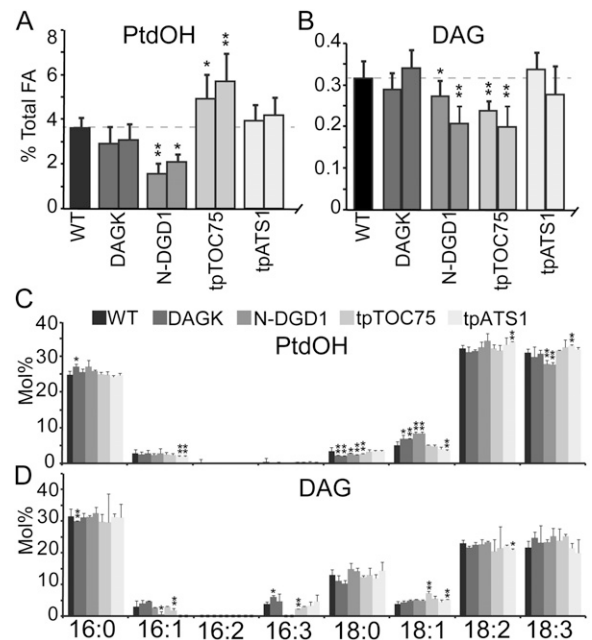 A
PtdOH
% Total FA
8
6
4
2
0
* **
** *
WT
DAGK
N-DGD1
tpTOC75
tpATS1
B
DAG
0.4
0.3
0.2
0.1
0
* **
** **
WT
DAGK
N-DGD1
tpTOC75
tpATS1
C
WT DAGK N-DGD1 tpTOC75 tpATS1
PtdOH
Mol%
40
30
20
10
0
D
DAG
Mol%
40
30
20
10
0
16:0 16:1 16:2 16:3 18:0 18:1 18:2 18:3